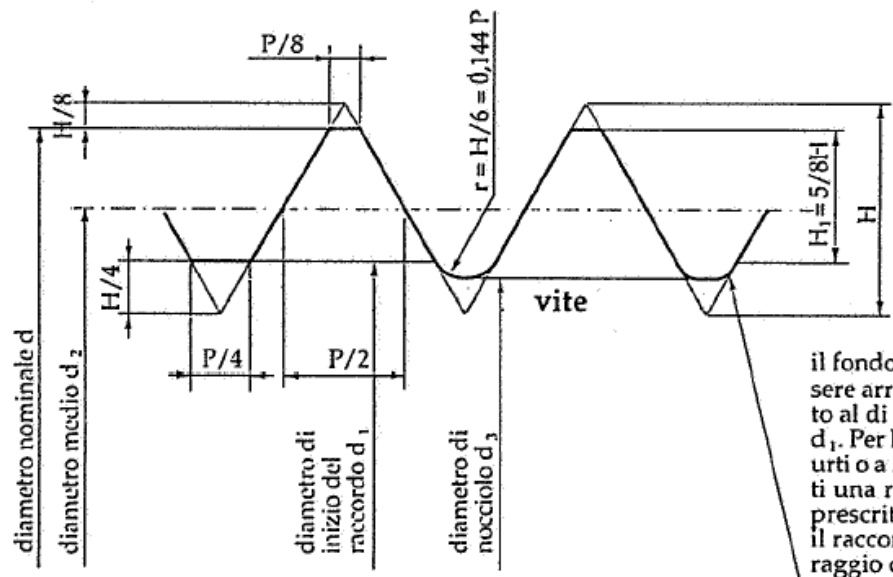 P/8
H/8
r = H/6 = 0,144 P
H₁ = 5/8H
H
H/4
P/4
P/2
vite
diametro nominale d
diametro medio d₂
diametro di
inizio del
raccordo d₁
diametro di
nocciolo d₃
il fondo
sere arr
to al di
d₁. Per l
urti o a
ti una r
prescrit
il raccor
raggio d